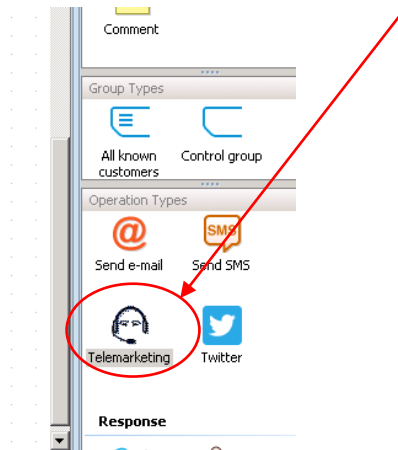 Comment
Group Types
All known customers
Control group
Operation Types
@
SMS
Send e-mail
Send SMS
Telemarketing
Twitter
Response